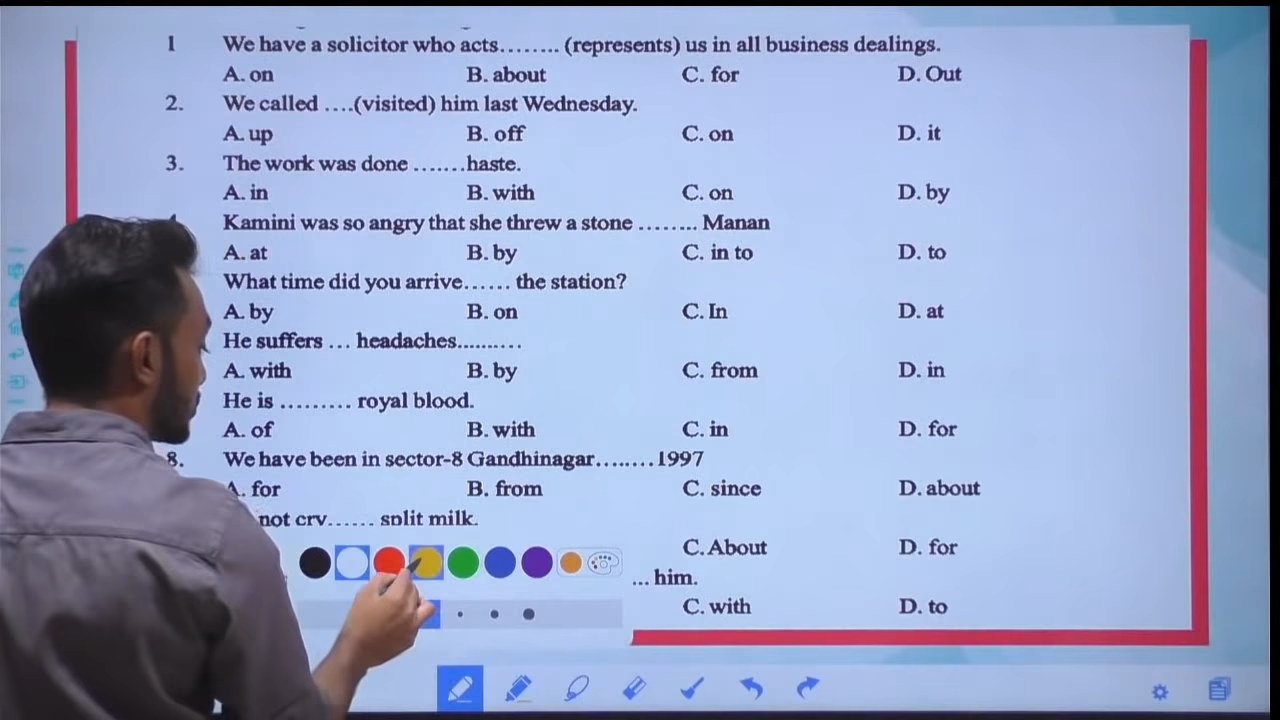 1 We have a solicitor who acts........ (represents) us in all business dealings.
A. on B. about C. for D. Out
2. We called ....(visited) him last Wednesday.
A. up B. off C. on D. it
3. The work was done .......haste.
A. in B. with C. on D. by
Kamini was so angry that she threw a stone ........ Manan
A. at B. by C. in to D. to
What time did you arrive...... the station?
A. by B. on C. In D. at
He suffers ... headaches..........
A. with B. by C. from D. in
He is ......... royal blood.
A. of B. with C. in D. for
8. We have been in sector-8 Gandhinagar........1997
A. for B. from C. since D. about
not cry...... split milk.
C. About D. for
... him.
C. with D. to